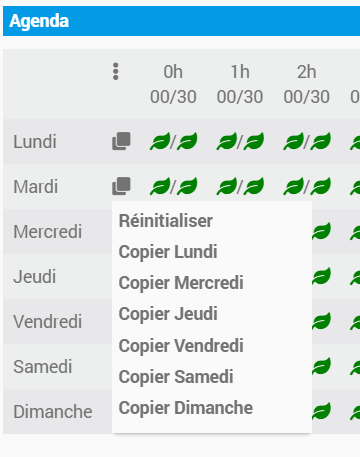 Agenda
0h 1h 2h
00/30 00/30 00/30 0
Lundi / / /
Mardi / / /
Mercredi
Jeudi
Vendredi
Samedi
Dimanche
Réinitialiser
Copier Lundi
Copier Mercredi
Copier Jeudi
Copier Vendredi
Copier Samedi
Copier Dimanche